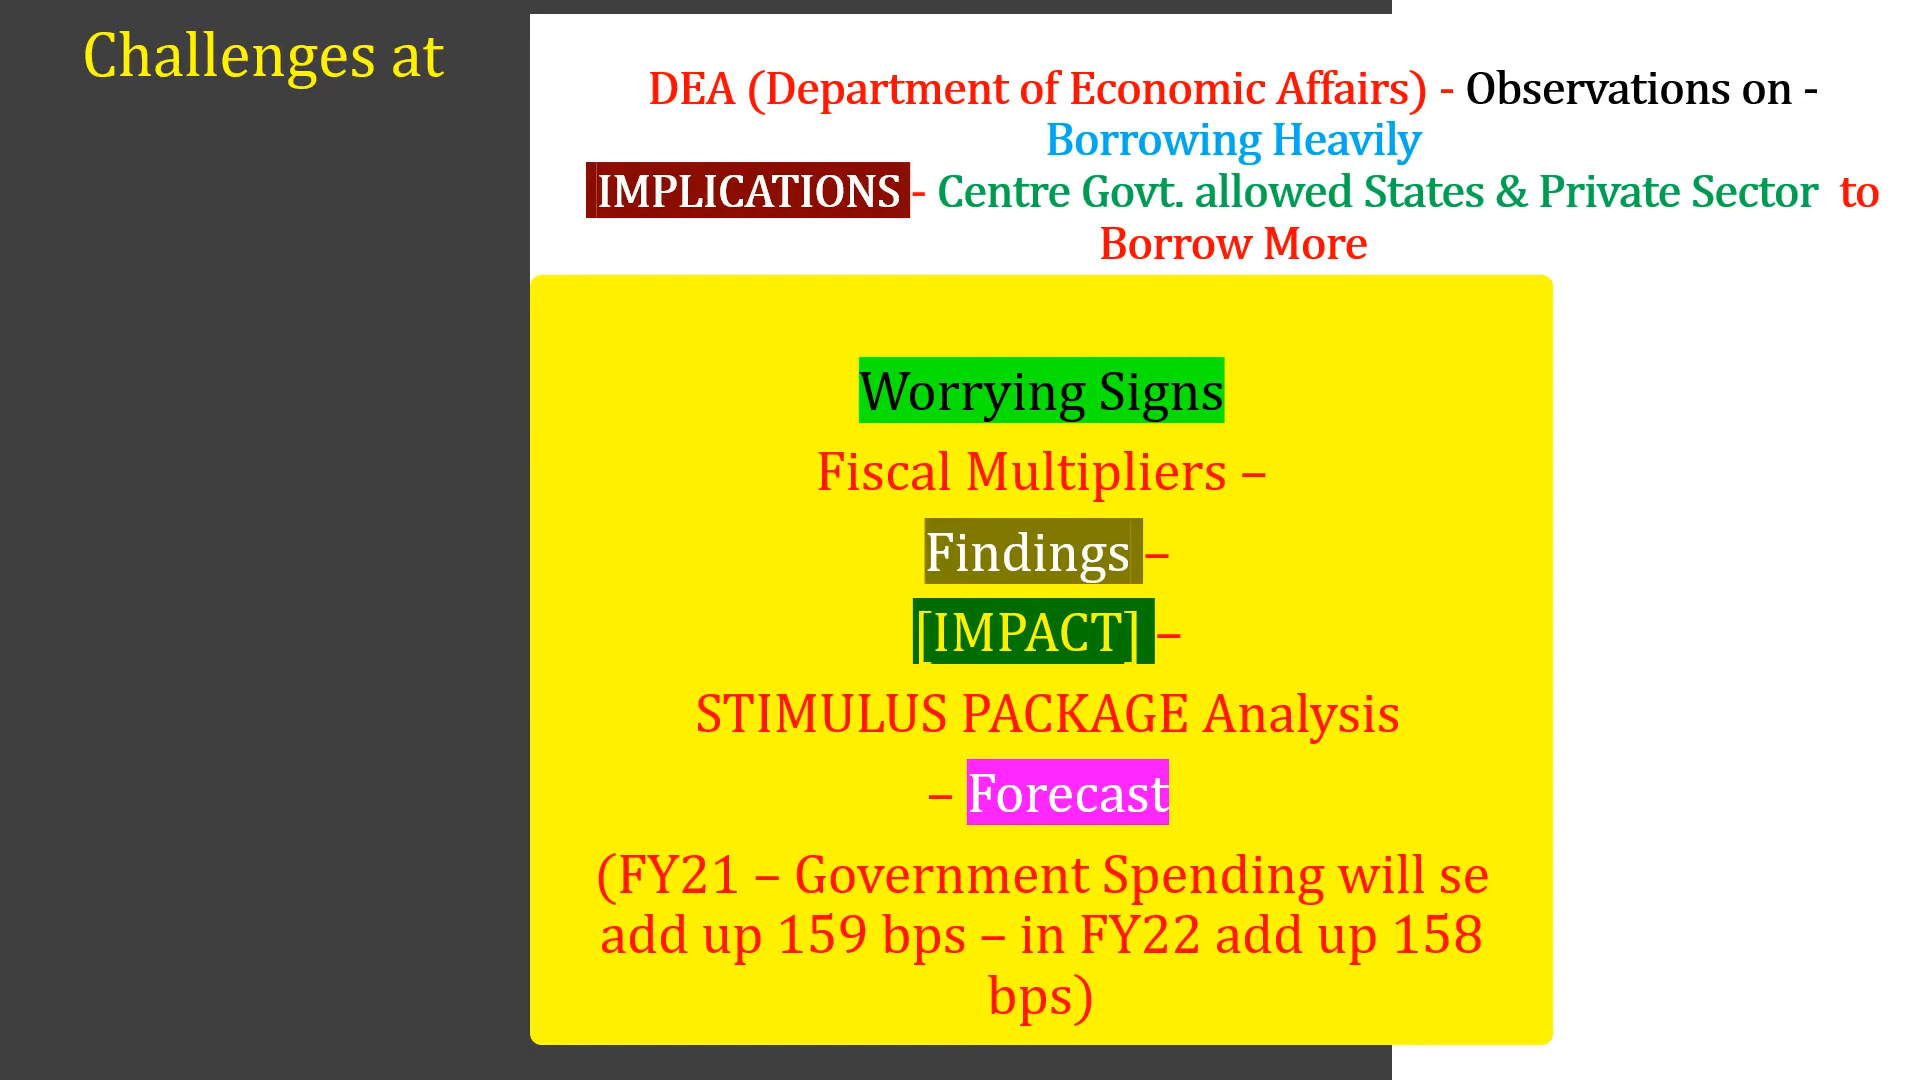 Challenges at
DEA (Department of Economic Affairs) - Observations on -
Borrowing Heavily
IMPLICATIONS - Centre Govt. allowed States & Private Sector to
Borrow More
Worrying Signs
Fiscal Multipliers –
Findings –
[IMPACT] –
STIMULUS PACKAGE Analysis
– Forecast
(FY21 – Government Spending will se
add up 159 bps – in FY22 add up 158
bps)